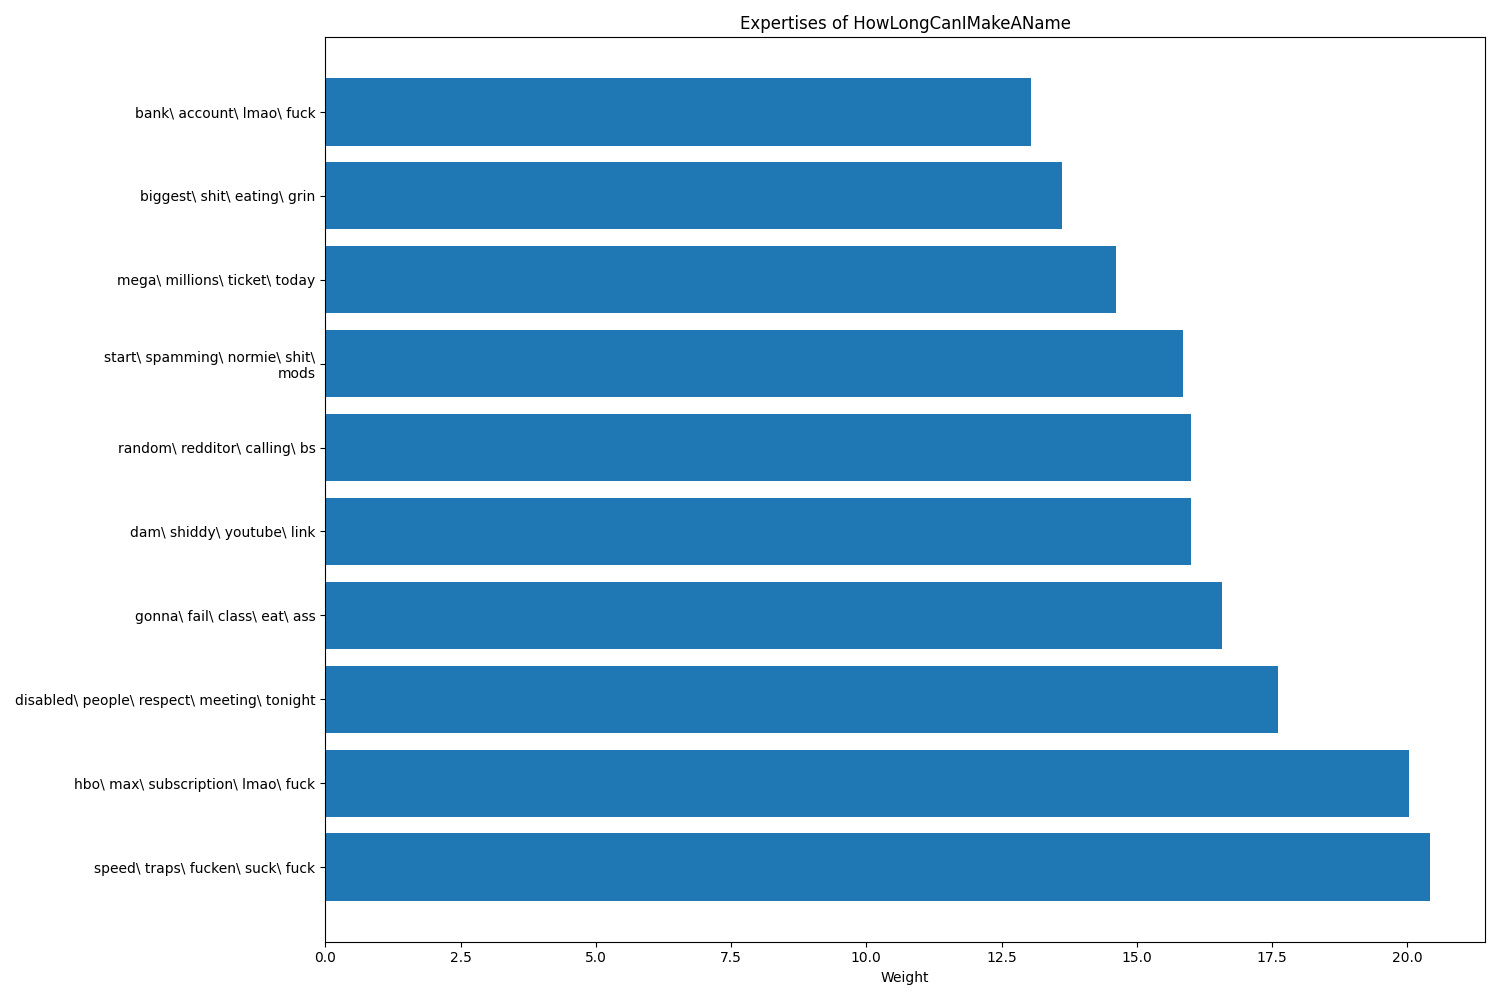 Expertises of HowLongCanIMakeAName
bank\ account\ lmao\ fuck
biggest\ shit\ eating\ grin
mega\ millions\ ticket\ today
start\ spamming\ normie\ shit\
mods
random\ redditor\ calling\ bs
dam\ shiddy\ youtube\ link
gonna\ fail\ class\ eat\ ass
disabled\ people\ respect\ meeting\ tonight
hbo\ max\ subscription\ lmao\ fuck
speed\ traps\ fucken\ suck\ fuck
0.0 2.5 5.0 7.5 10.0 12.5 15.0 17.5 20.0
Weight